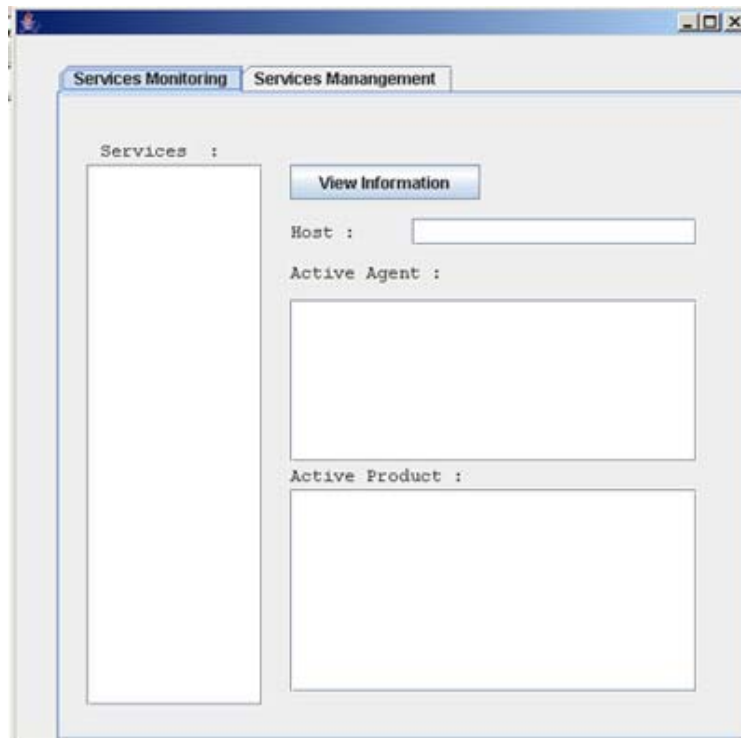 Services Monitoring
Services Manangement
Services :
View Information
Host :
Active Agent :
Active Product :